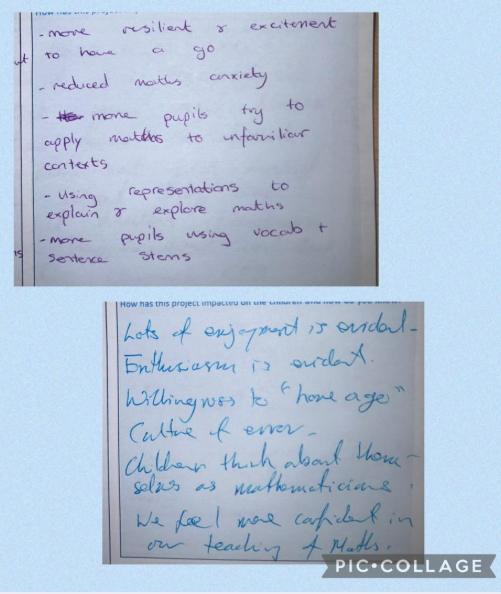 How has this project
- more resilient & excitement
to have a go
- reduced maths anxiety
- more pupils try to
apply maths to unfamiliar
contexts
- using representations to
explain & explore maths
- more pupils using vocab +
sentence stems
How has this project impacted on the children and how do you know?
Lots of enjoyment is evident -
Enthusiasm is evident.
Willingness to "have a go"
Culture of error -
Children think about them-
selves as mathematicians.
We feel more confident in
our teaching of Maths.
PIC•COLLAGE